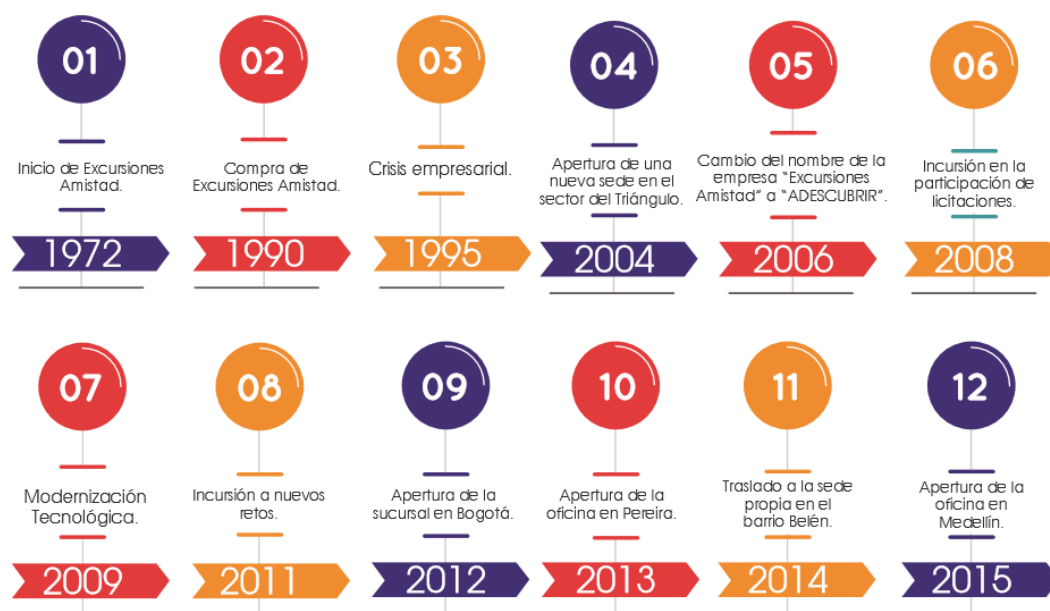 01
Inicio de Excursiones
Amistad.
1972
02
Compra de
Excursiones Amistad.
1990
03
Crisis empresarial.
1995
04
Apertura de una
nueva sede en el
sector del Triángulo.
2004
05
Cambio del nombre de la
empresa "Excursiones
Amistad" a "ADESCUBRIR".
2006
06
Incursión en la
participación de
licitaciones.
2008
07
Modernización
Tecnológica.
2009
08
Incursión a nuevos
retos.
2011
09
Apertura de la
sucursal en Bogotá.
2012
10
Apertura de la
oficina en Pereira.
2013
11
Traslado a la sede
propia en el
barrio Belén.
2014
12
Apertura de la
oficina en
Medellín.
2015